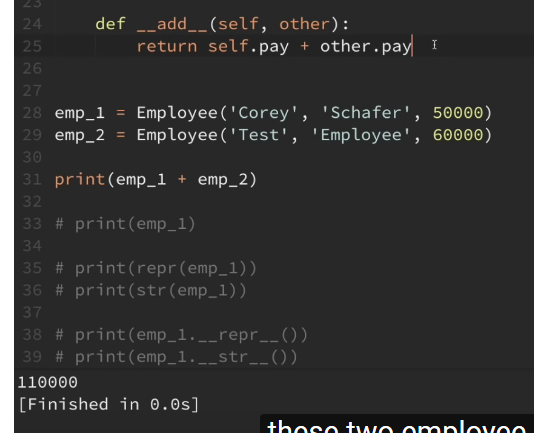 23
24 def __add__(self, other):
25 return self.pay + other.pay
26
27
28 emp_1 = Employee('Corey', 'Schafer', 50000)
29 emp_2 = Employee('Test', 'Employee', 60000)
30
31 print(emp_1 + emp_2)
32
33 # print(emp_1)
34
35 # print(repr(emp_1))
36 # print(str(emp_1))
37
38 # print(emp_1.__repr__())
39 # print(emp_1.__str__())
110000
[Finished in 0.0s]
these two employee